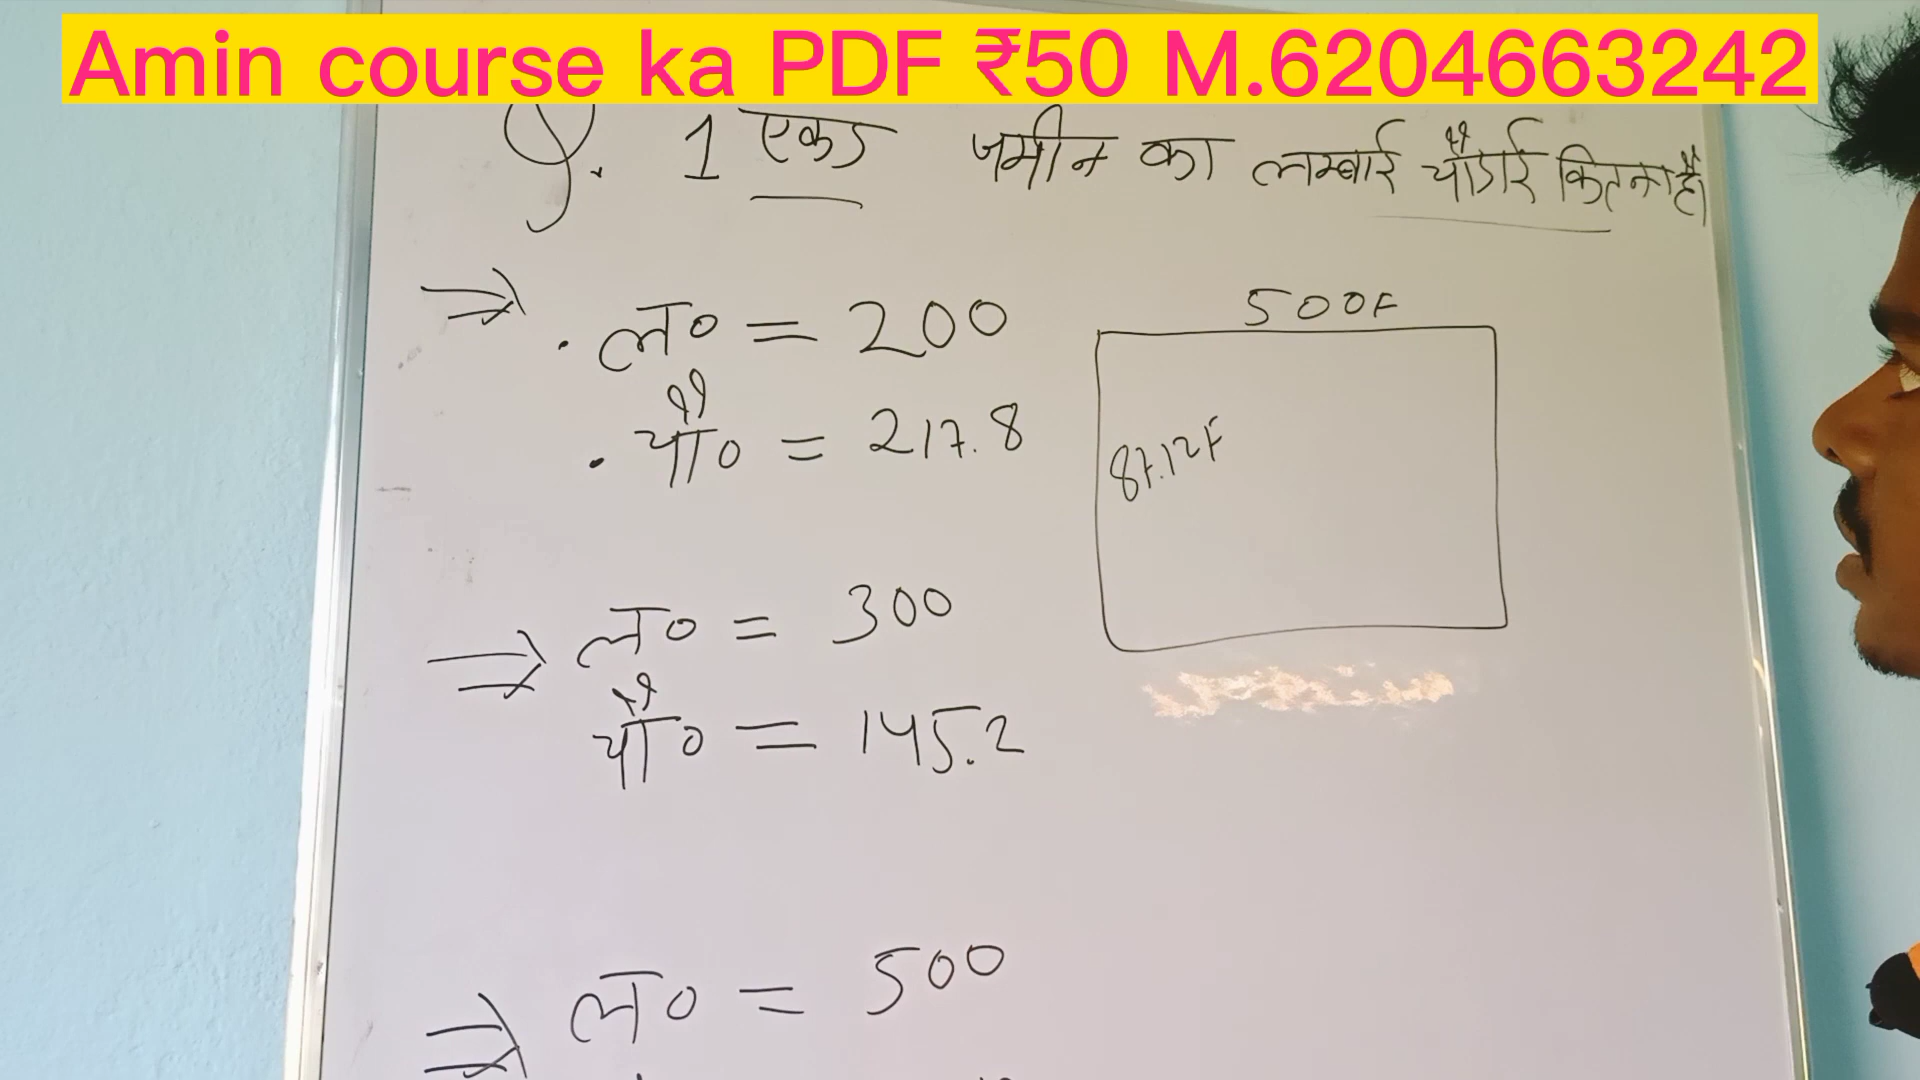 Amin course ka PDF ₹50 M.6204663242
Q. 1 एकड जमीन का लम्बाई चौडाई कितना है।
⇒ . ल० = 200
. चौ० = 217.8
500F
87.12F
⇒ ल० = 300
चौ० = 145.2
⇒ ल० = 500